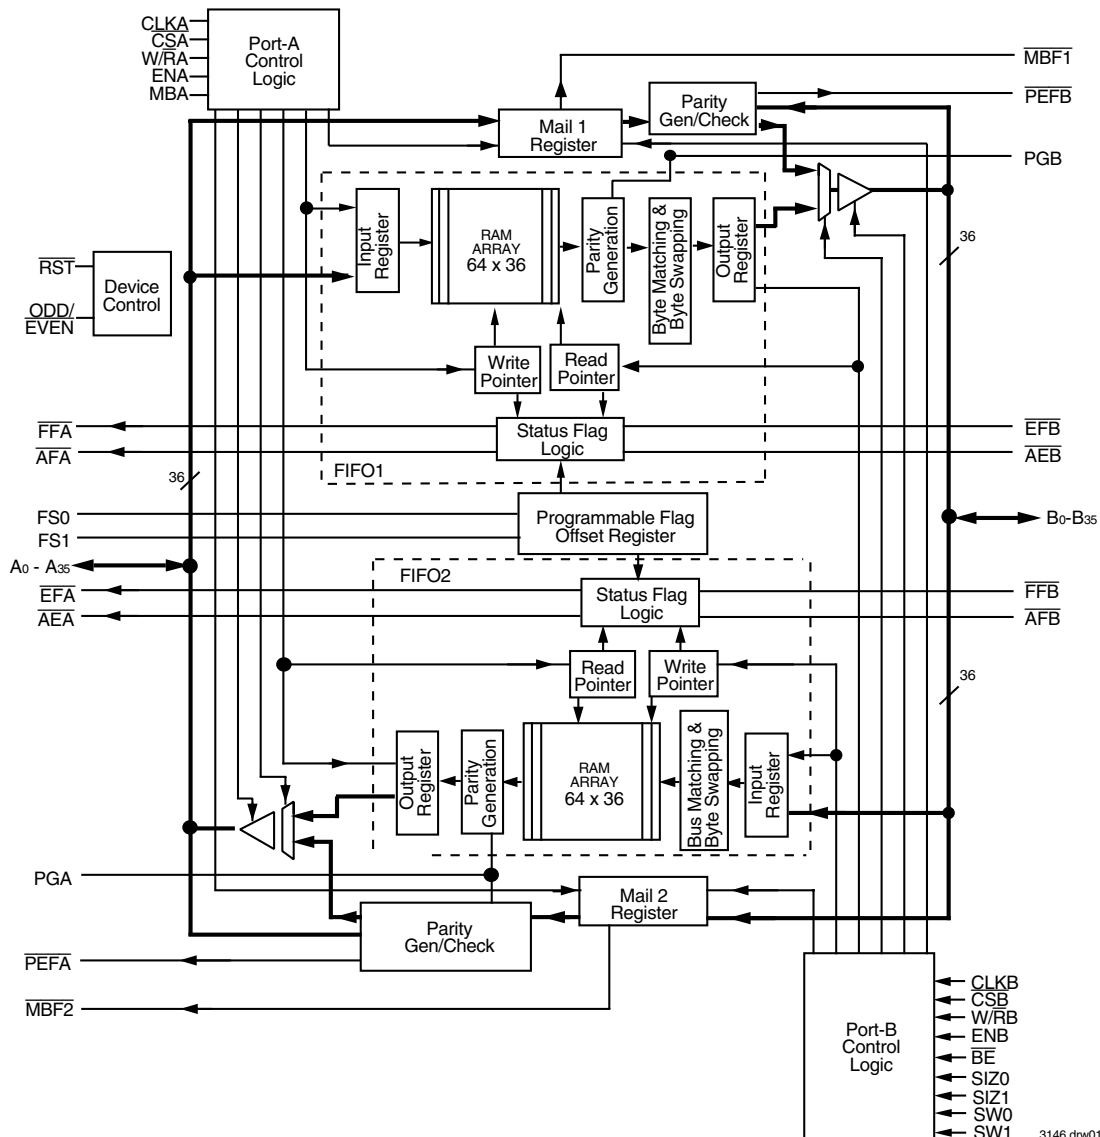 CLKA
CSA
W/RA
ENA
MBA
Port-A
Control
Logic
MBF1
PEFB
PGB
Mail 1
Register
Parity
Gen/Check
RST
ODD/
EVEN
Device
Control
Input
Register
RAM
ARRAY
64 x 36
Parity
Generation
Byte Matching &
Byte Swapping
Output
Register
36
Write
Pointer
Read
Pointer
Status Flag
Logic
FIFO1
FFA
AFA
EFB
AEB
36
FS0
FS1
Programmable Flag
Offset Register
A0 - A35
B0-B35
FIFO2
EFA
AEA
Status Flag
Logic
FFB
AFB
Read
Pointer
Write
Pointer
36
Output
Register
Parity
Generation
RAM
ARRAY
64 x 36
Bus Matching &
Byte Swapping
Input
Register
PGA
Parity
Gen/Check
Mail 2
Register
PEFA
MBF2
Port-B
Control
Logic
CLKB
CSB
W/RB
ENB
BE
SIZ0
SIZ1
SW0
SW1
3146 drw01